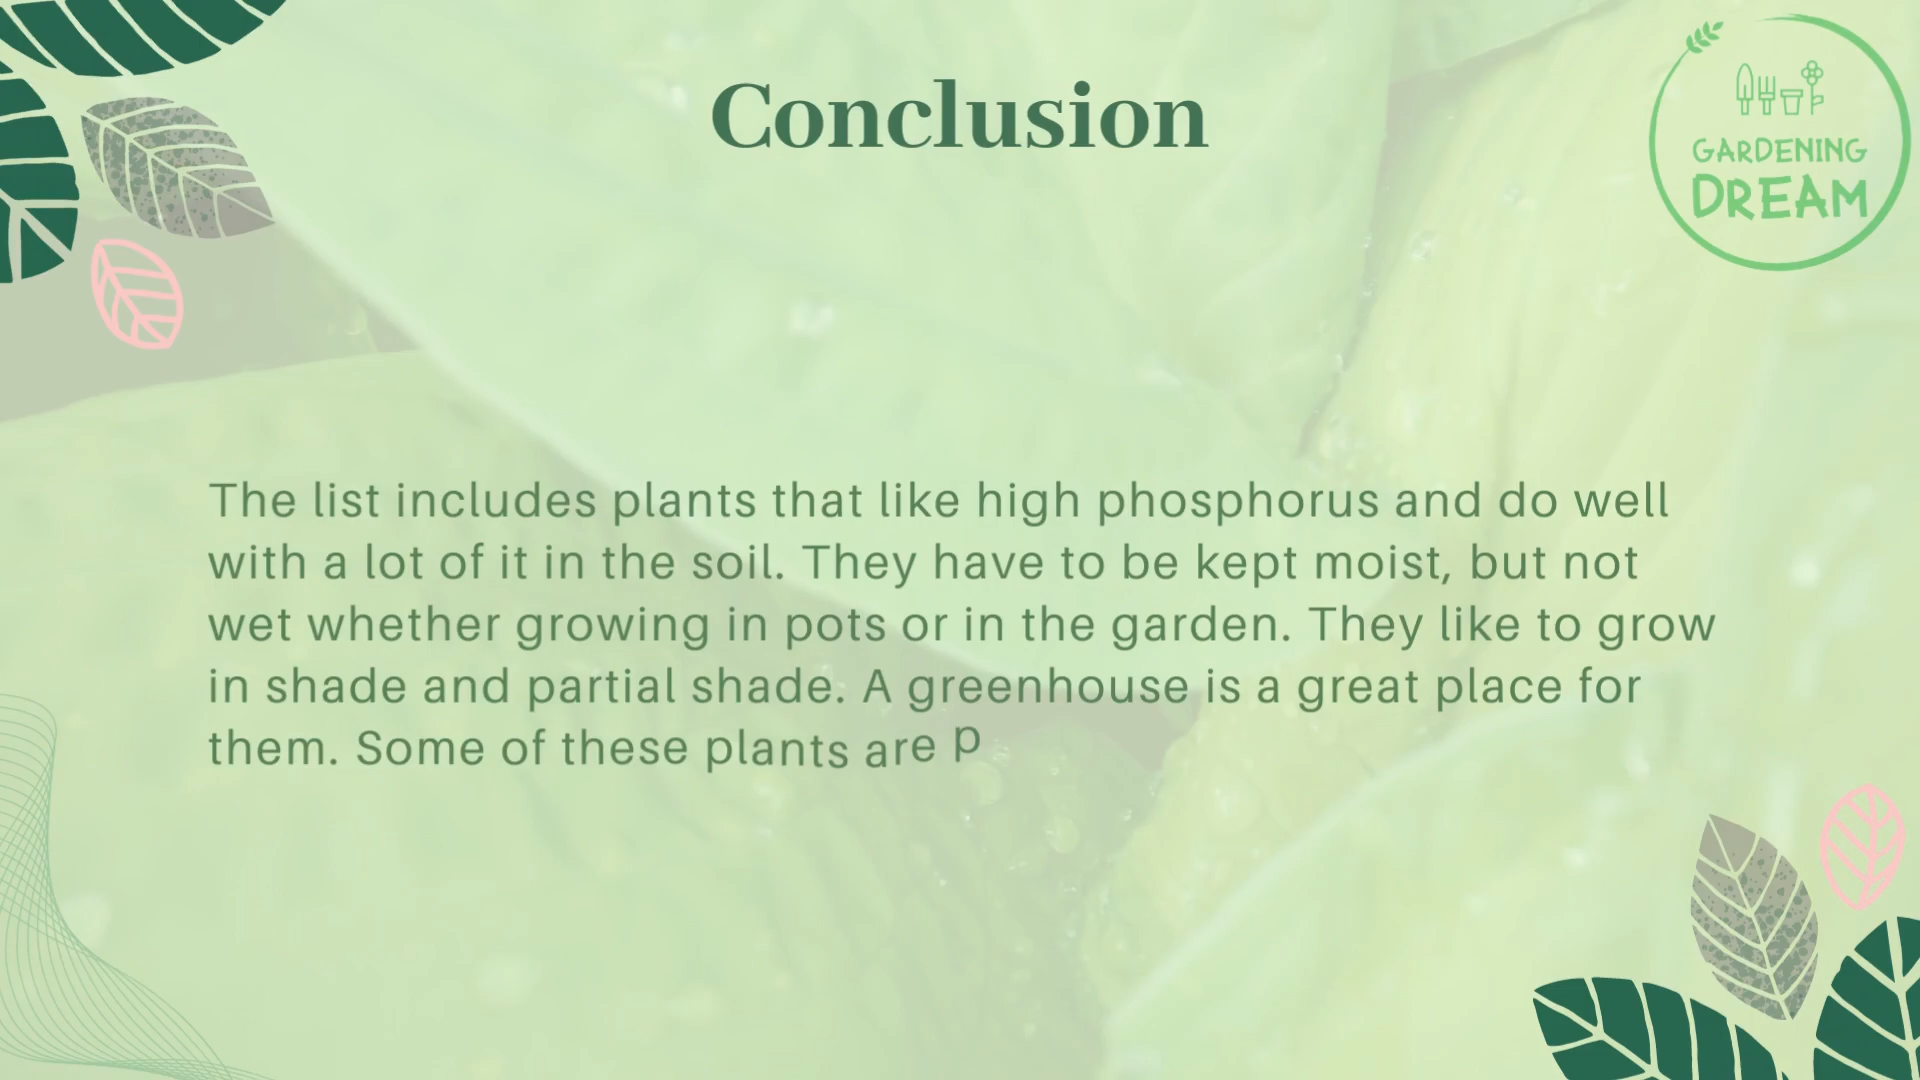 Conclusion
GARDENING
DREAM
The list includes plants that like high phosphorus and do well
with a lot of it in the soil. They have to be kept moist, but not
wet whether growing in pots or in the garden. They like to grow
in shade and partial shade. A greenhouse is a great place for
them. Some of these plants are p